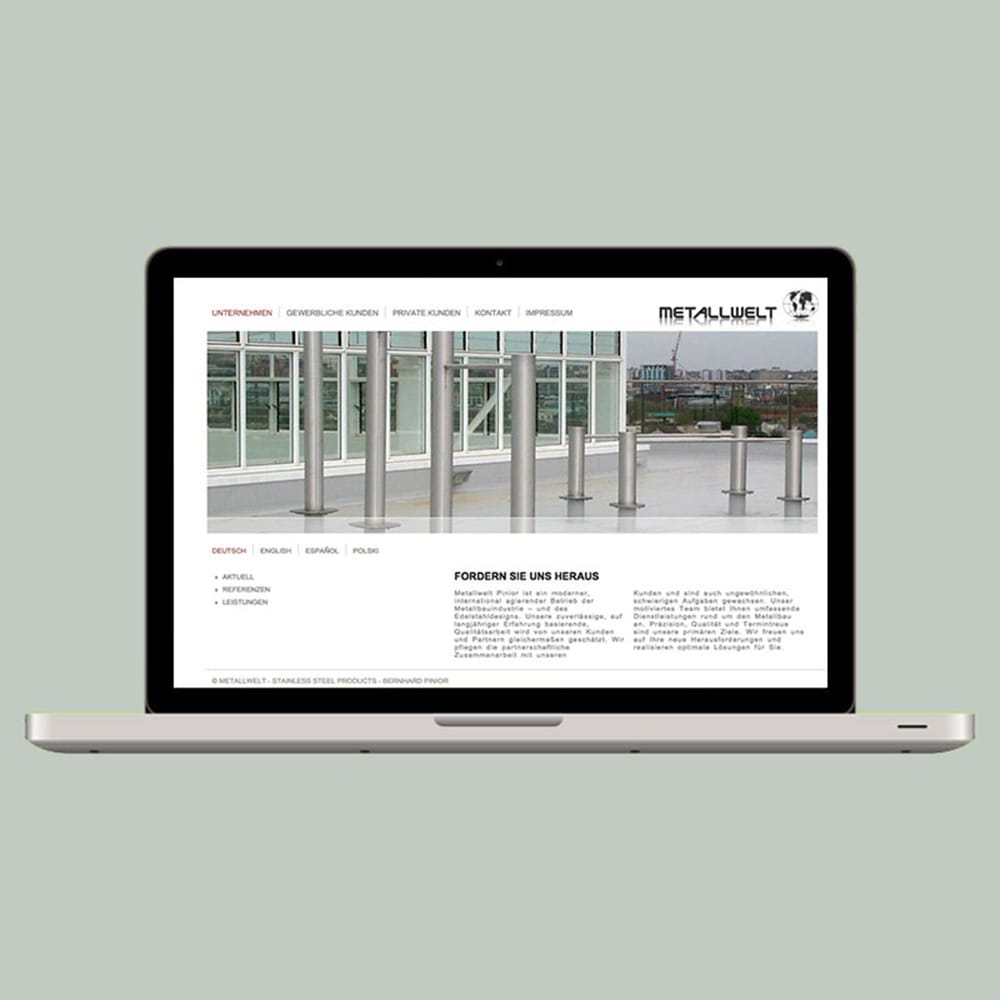 UNTERNEHMEN GEWERBLICHE KUNDEN PRIVATE KUNDEN KONTAKT IMPRESSUM
METALLWELT
DEUTSCH ENGLISH ESPAÑOL POLSKI
AKTUELL
REFERENZEN
LEISTUNGEN
FORDERN SIE UNS HERAUS
Metallwelt Pinior ist ein moderner,
international agierender Betrieb der
Metallbauindustrie – und des
Edelstahldesigns. Unsere zuverlässige, auf
langjähriger Erfahrung basierende,
Qualitätsarbeit wird von unseren Kunden
und Partnern gleichermaßen geschätzt. Wir
pflegen die partnerschaftliche
Zusammenarbeit mit unseren
Kunden und sind auch ungewöhnlichen,
schwierigen Aufgaben gewachsen. Unser
motiviertes Team bietet Ihnen umfassende
Dienstleistungen rund um den Metallbau
an. Präzision, Qualität und Termintreue
sind unsere primären Ziele. Wir freuen uns
auf Ihre neue Herausforderungen und
realisieren optimale Lösungen für Sie.
© METALLWELT - STAINLESS STEEL PRODUCTS - BERNHARD PINIOR